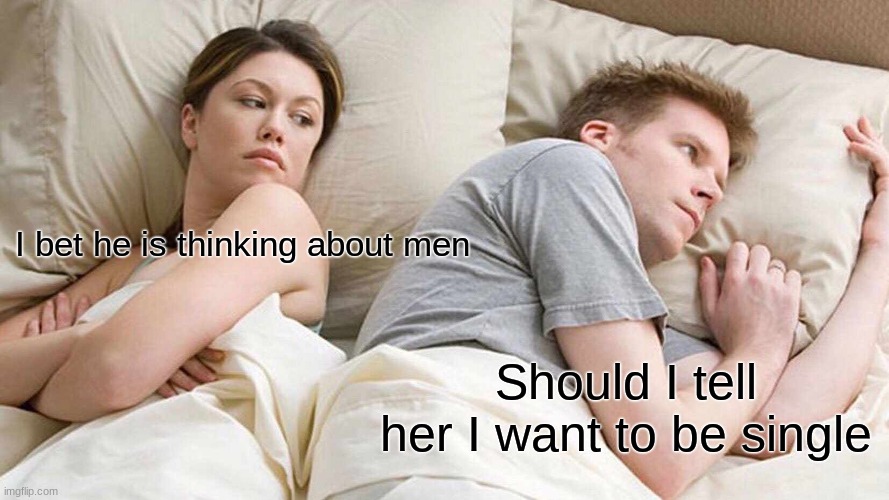 I bet he is thinking about men
Should I tell
her I want to be single
imgflip.com